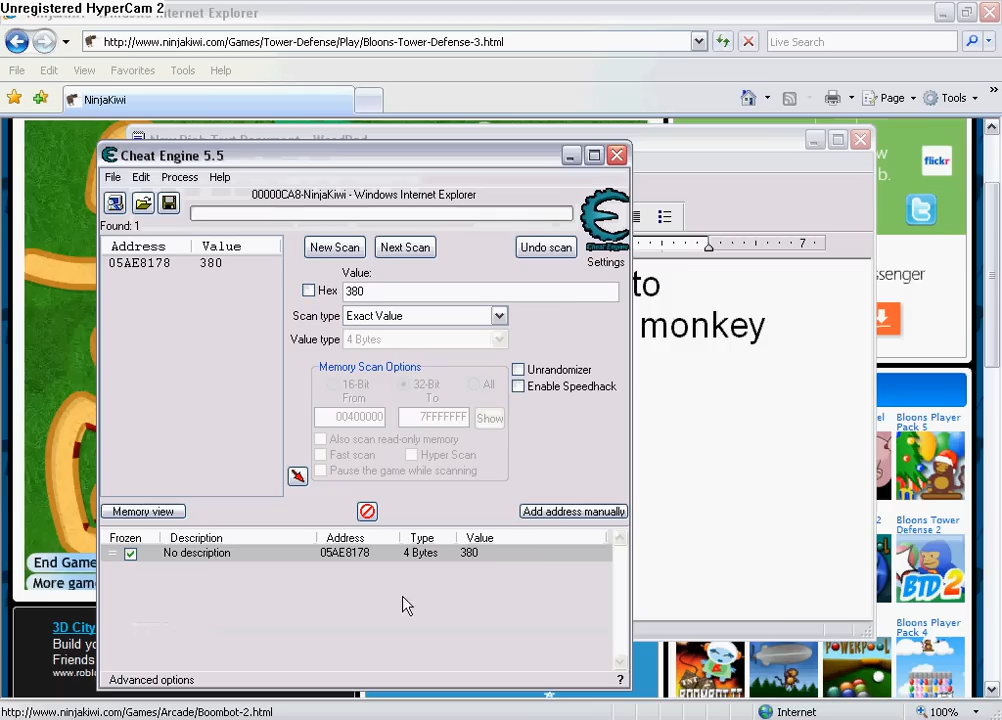 Unregistered HyperCam 2
http://www.ninjakiwi.com/Games/Tower-Defense/Play/Bloons-Tower-Defense-3.html
Live Search
File Edit View Favorites Tools Help
NinjaKiwi
Page Tools
Cheat Engine 5.5
File Edit Process Help
00000CA8-NinjaKiwi - Windows Internet Explorer
Found: 1
Address Value
05AE8178 380
New Scan Next Scan Undo scan
Settings
Value:
Hex 380
Scan type Exact Value
Value type 4 Bytes
Memory Scan Options
16-Bit 32-Bit All
From To
00400000 7FFFFFFF Show
Also scan read-only memory
Fast scan Hyper Scan
Pause the game while scanning
Unrandomizer
Enable Speedhack
Memory view
Add address manually
Frozen Description Address Type Value
No description 05AE8178 4 Bytes 380
Advanced options ?
7
to
monkey
flickr
End Game
More gam
3D City
Build yo
Friends
www.roblo
Bloons Player
Pack 5
Bloons Tower
Defense 2
BTD 2
Bloons Player
Pack 4
http://www.ninjakiwi.com/Games/Arcade/Boombot-2.html
Internet
100%